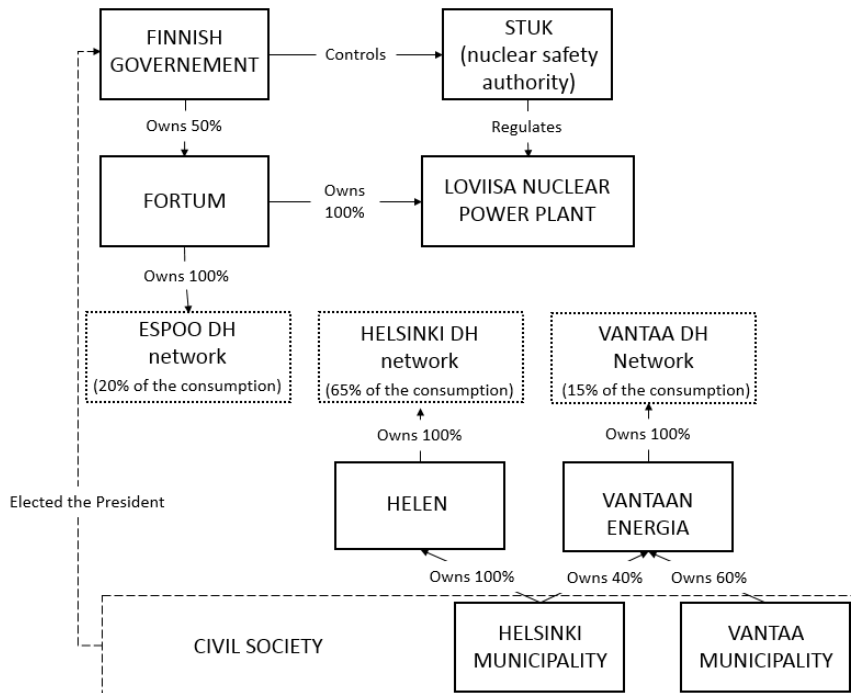 FINNISH
GOVERNEMENT
Controls
STUK
(nuclear safety
authority)
Owns 50%
Regulates
FORTUM
Owns
100%
LOVIISA NUCLEAR
POWER PLANT
Owns 100%
ESPOO DH
network
(20% of the consumption)
HELSINKI DH
network
(65% of the consumption)
VANTAA DH
Network
(15% of the consumption)
Owns 100%
Owns 100%
Elected the President
HELEN
VANTAAN
ENERGIA
Owns 100%
Owns 40%
Owns 60%
CIVIL SOCIETY
HELSINKI
MUNICIPALITY
VANTAA
MUNICIPALITY